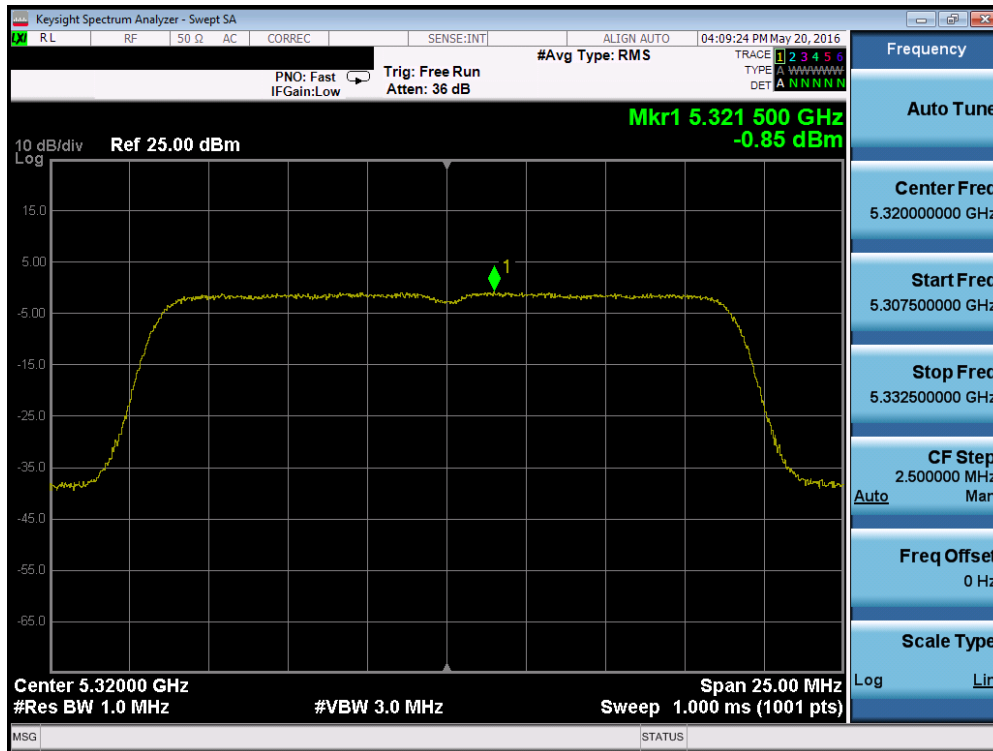 Keysight Spectrum Analyzer - Swept SA
LXI RL RF 50 Ω AC CORREC SENSE:INT ALIGN AUTO 04:09:24 PM May 20, 2016
#Avg Type: RMS
TRACE 1 2 3 4 5 6
PNO: Fast Trig: Free Run
TYPE A WWWWW
IFGain:Low Atten: 36 dB
DET A N N N N N
Frequency
Mkr1 5.321 500 GHz
-0.85 dBm
10 dB/div Ref 25.00 dBm
Log
15.0
5.00
-5.00
-15.0
-25.0
-35.0
-45.0
-55.0
-65.0
1
Center 5.32000 GHz Span 25.00 MHz
#Res BW 1.0 MHz #VBW 3.0 MHz Sweep 1.000 ms (1001 pts)
MSG STATUS
Auto Tune
Center Freq
5.320000000 GHz
Start Freq
5.307500000 GHz
Stop Freq
5.332500000 GHz
CF Step
2.500000 MHz
Auto Man
Freq Offset
0 Hz
Scale Type
Log Lin